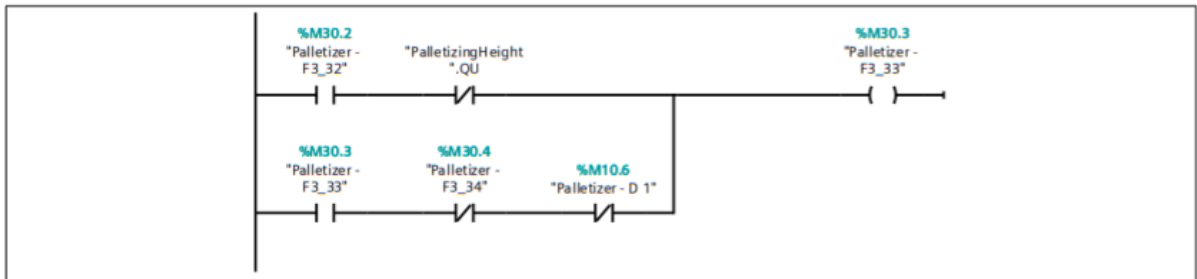 %M30.2
"Palletizer -
F3_32"
"PalletizingHeight
".QU
%M30.3
"Palletizer -
F3_33"
%M30.3
"Palletizer -
F3_33"
%M30.4
"Palletizer -
F3_34"
%M10.6
"Palletizer - D 1"